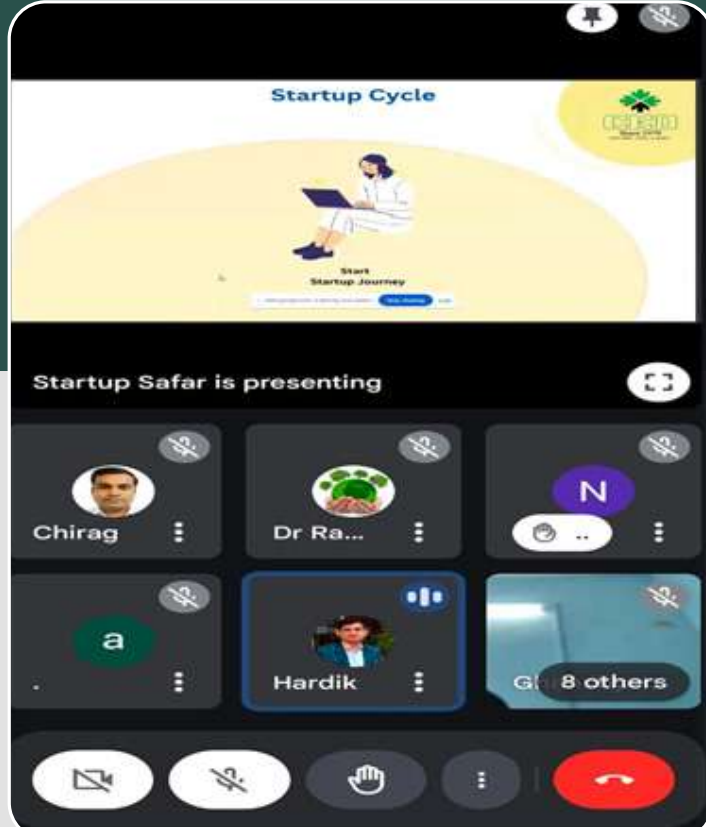 Startup Cycle
Start
Startup Journey
Startup Safar is presenting
Chirag
Dr Ra...
N
..
a
.
Hardik
8 others